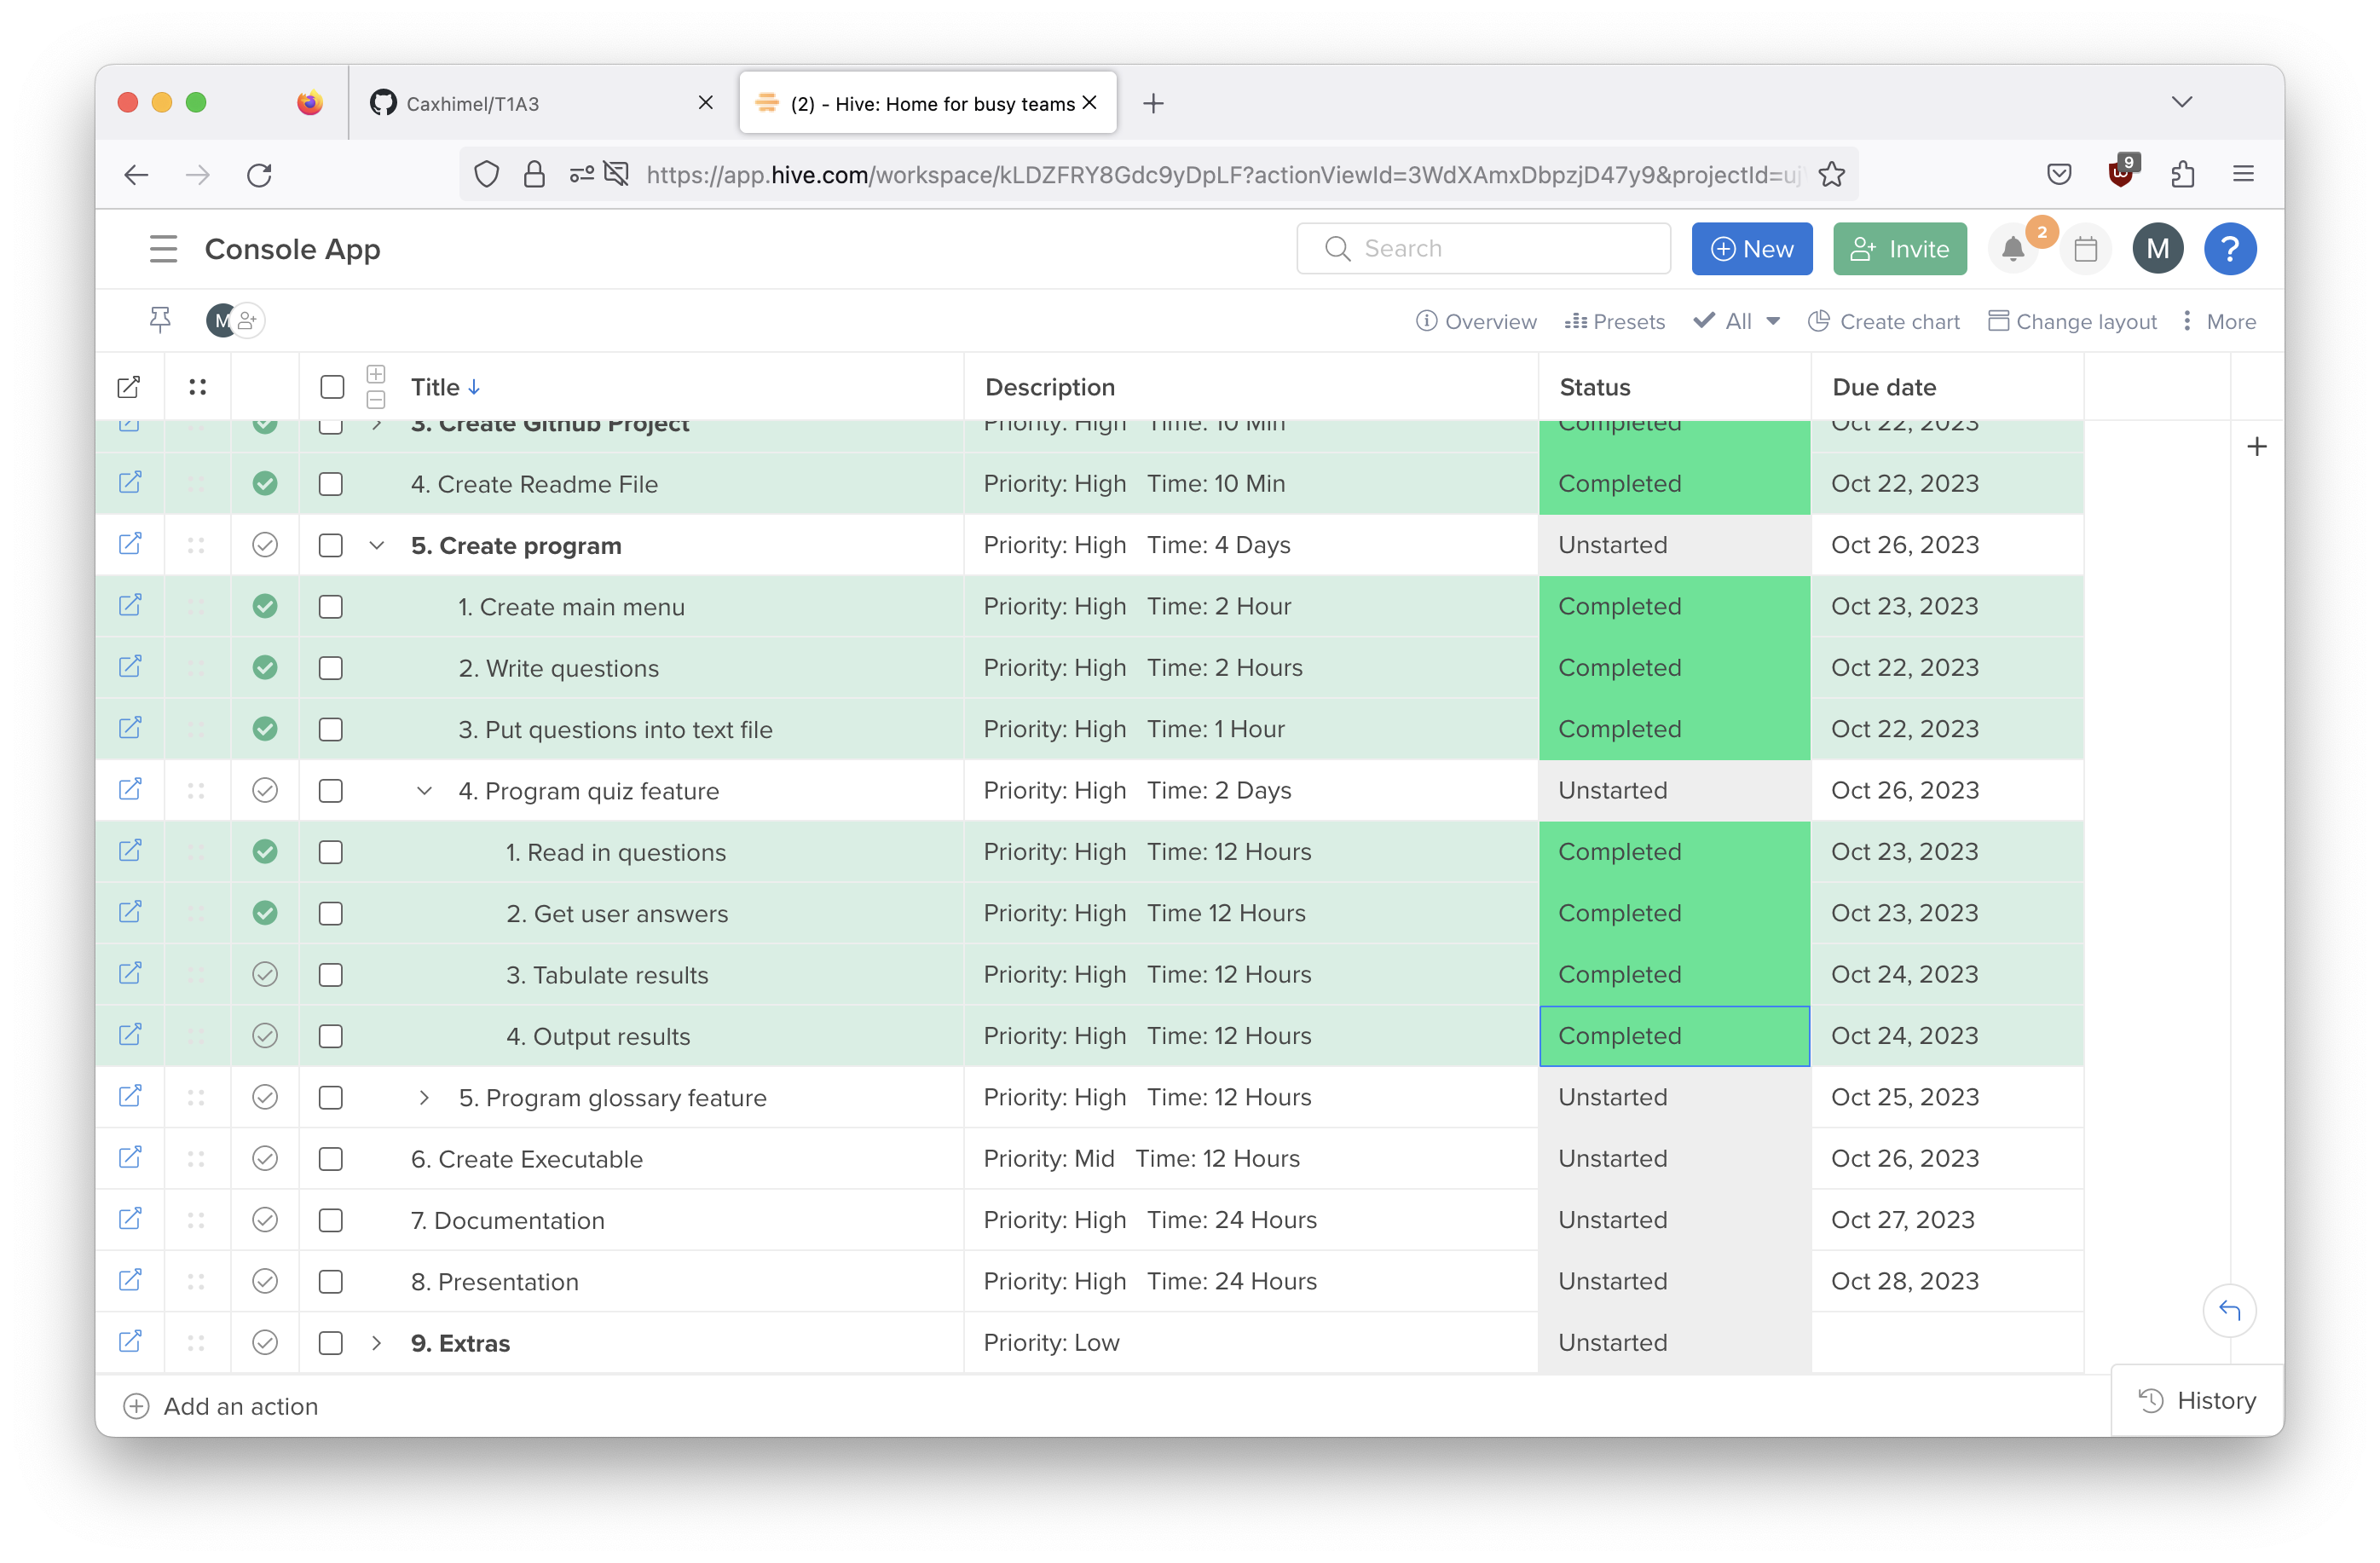 Caxhimel/T1A3
(2) - Hive: Home for busy teams
https://app.hive.com/workspace/kLDZFRY8Gdc9yDpLF?actionViewId=3WdXAmxDbpzjD47y9&projectId=uj
9
Console App
Search
New
Invite
2
M
?
M
Overview
Presets
All
Create chart
Change layout
More
Title Description Status Due date
3. Create Github Project Priority: High Time: 10 Min Completed Oct 22, 2023
4. Create Readme File Priority: High Time: 10 Min Completed Oct 22, 2023
5. Create program Priority: High Time: 4 Days Unstarted Oct 26, 2023
1. Create main menu Priority: High Time: 2 Hour Completed Oct 23, 2023
2. Write questions Priority: High Time: 2 Hours Completed Oct 22, 2023
3. Put questions into text file Priority: High Time: 1 Hour Completed Oct 22, 2023
4. Program quiz feature Priority: High Time: 2 Days Unstarted Oct 26, 2023
1. Read in questions Priority: High Time: 12 Hours Completed Oct 23, 2023
2. Get user answers Priority: High Time 12 Hours Completed Oct 23, 2023
3. Tabulate results Priority: High Time: 12 Hours Completed Oct 24, 2023
4. Output results Priority: High Time: 12 Hours Completed Oct 24, 2023
5. Program glossary feature Priority: High Time: 12 Hours Unstarted Oct 25, 2023
6. Create Executable Priority: Mid Time: 12 Hours Unstarted Oct 26, 2023
7. Documentation Priority: High Time: 24 Hours Unstarted Oct 27, 2023
8. Presentation Priority: High Time: 24 Hours Unstarted Oct 28, 2023
9. Extras Priority: Low Unstarted
Add an action
History